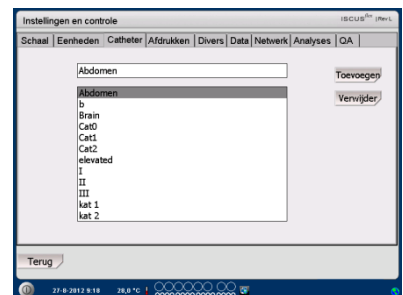 Instellingen en controle
ISCUS flex
Schaal Eenheden Catheter Afdrukken Divers Data Netwerk Analyses QA
Abdomen
Toevoegen
Abdomen
Verwijder
b
Brain
Cat0
Cat1
Cat2
elevated
I
II
III
kat 1
kat 2
Terug
27-8-2012 9:18 28,0 °C